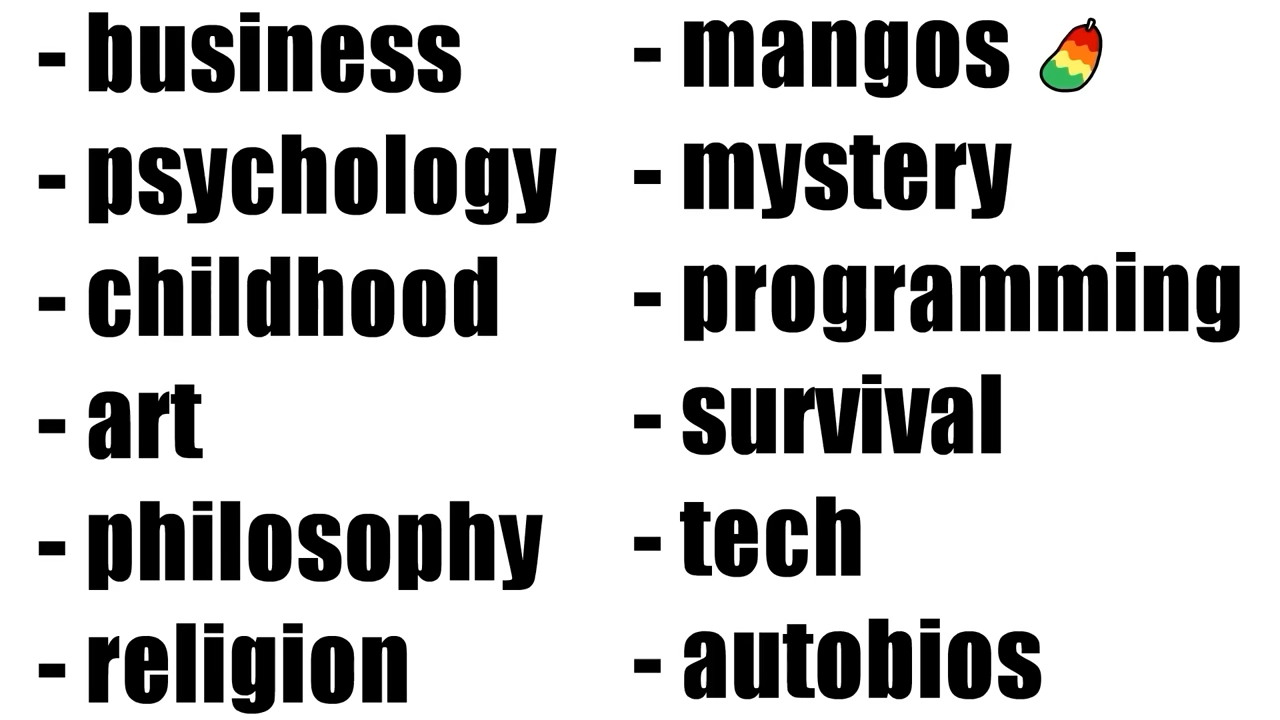 - business
- psychology
- childhood
- art
- philosophy
- religion
- mangos 🥭
- mystery
- programming
- survival
- tech
- autobios